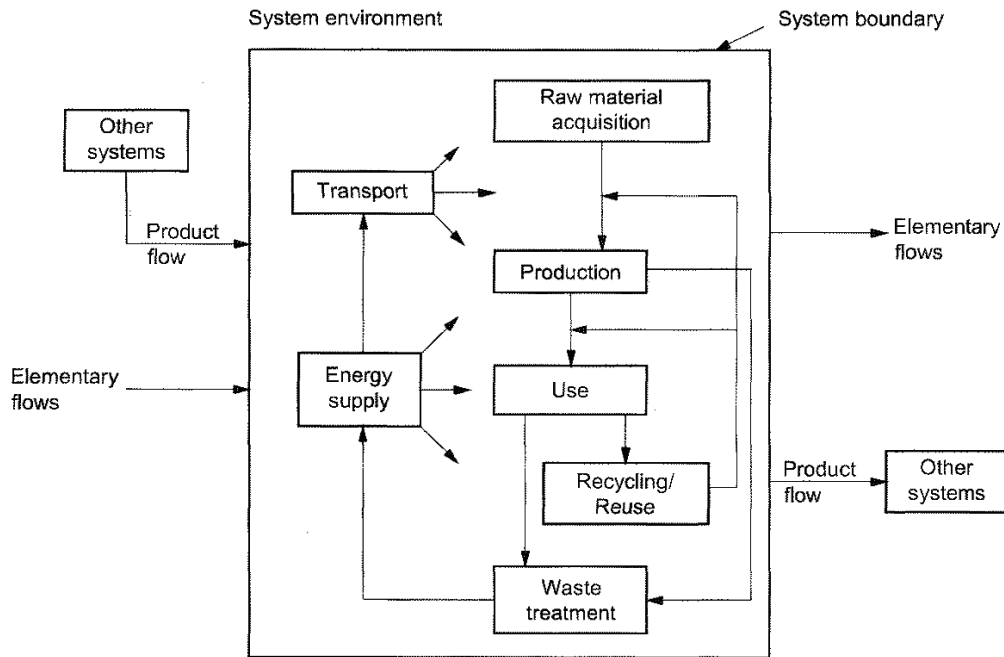 System environment
System boundary
Raw material
acquisition
Other
systems
Transport
Product
flow
Elementary
flows
Production
Elementary
flows
Energy
supply
Use
Recycling/
Reuse
Product
flow
Other
systems
Waste
treatment